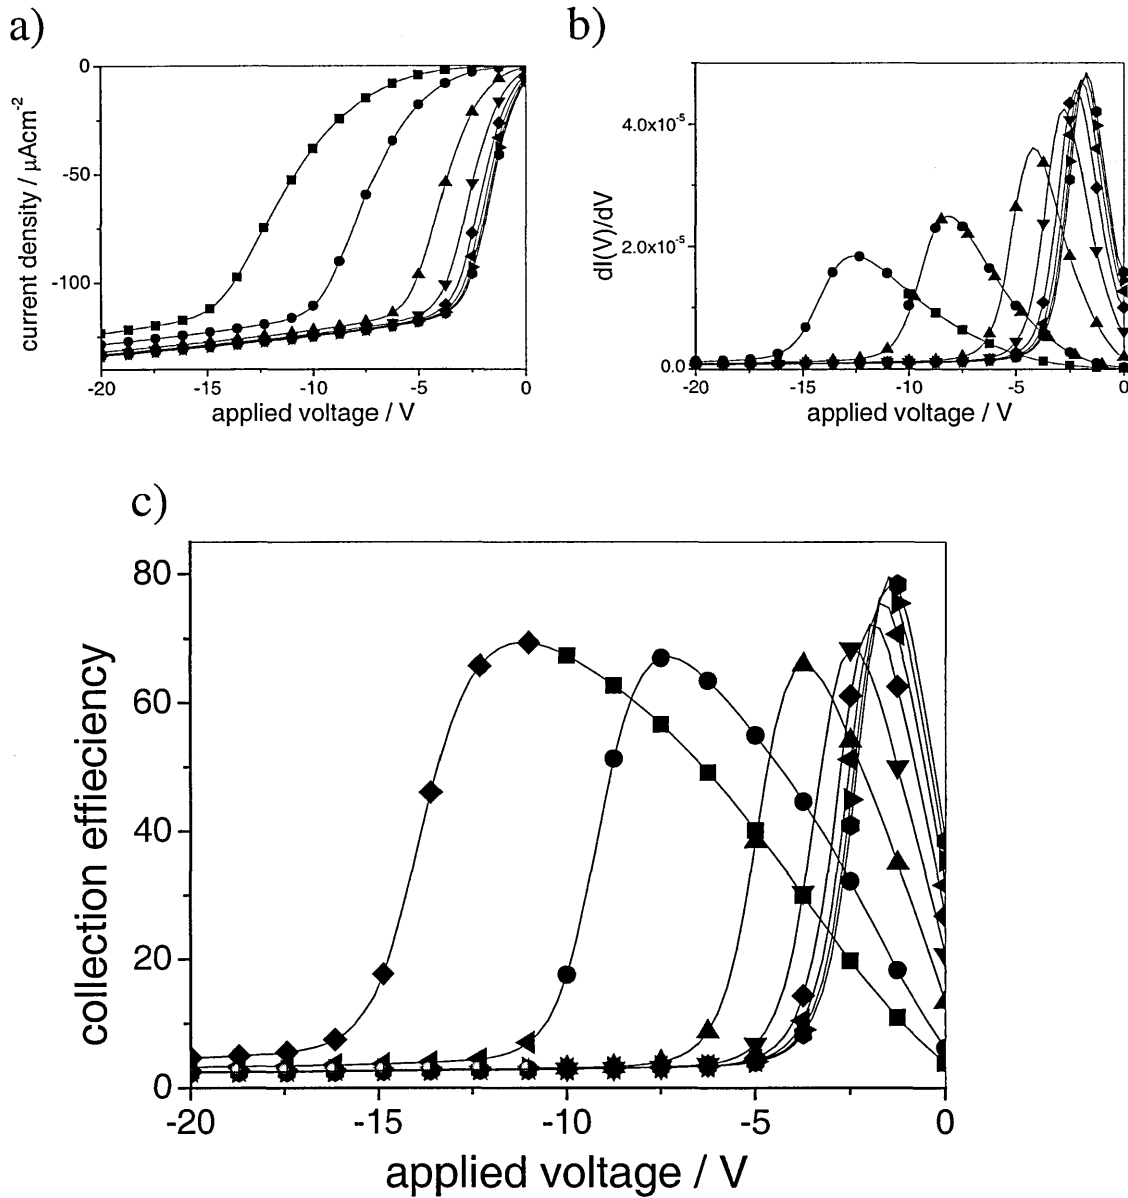 a)
0
-50
-100
-20 -15 -10 -5 0
current density / µAcm-2
applied voltage / V
b)
4.0x10-5
2.0x10-5
0.0
-20 -15 -10 -5 0
dI(V)/dV
applied voltage / V
c)
80
60
40
20
0
-20 -15 -10 -5 0
collection effieciency
applied voltage / V